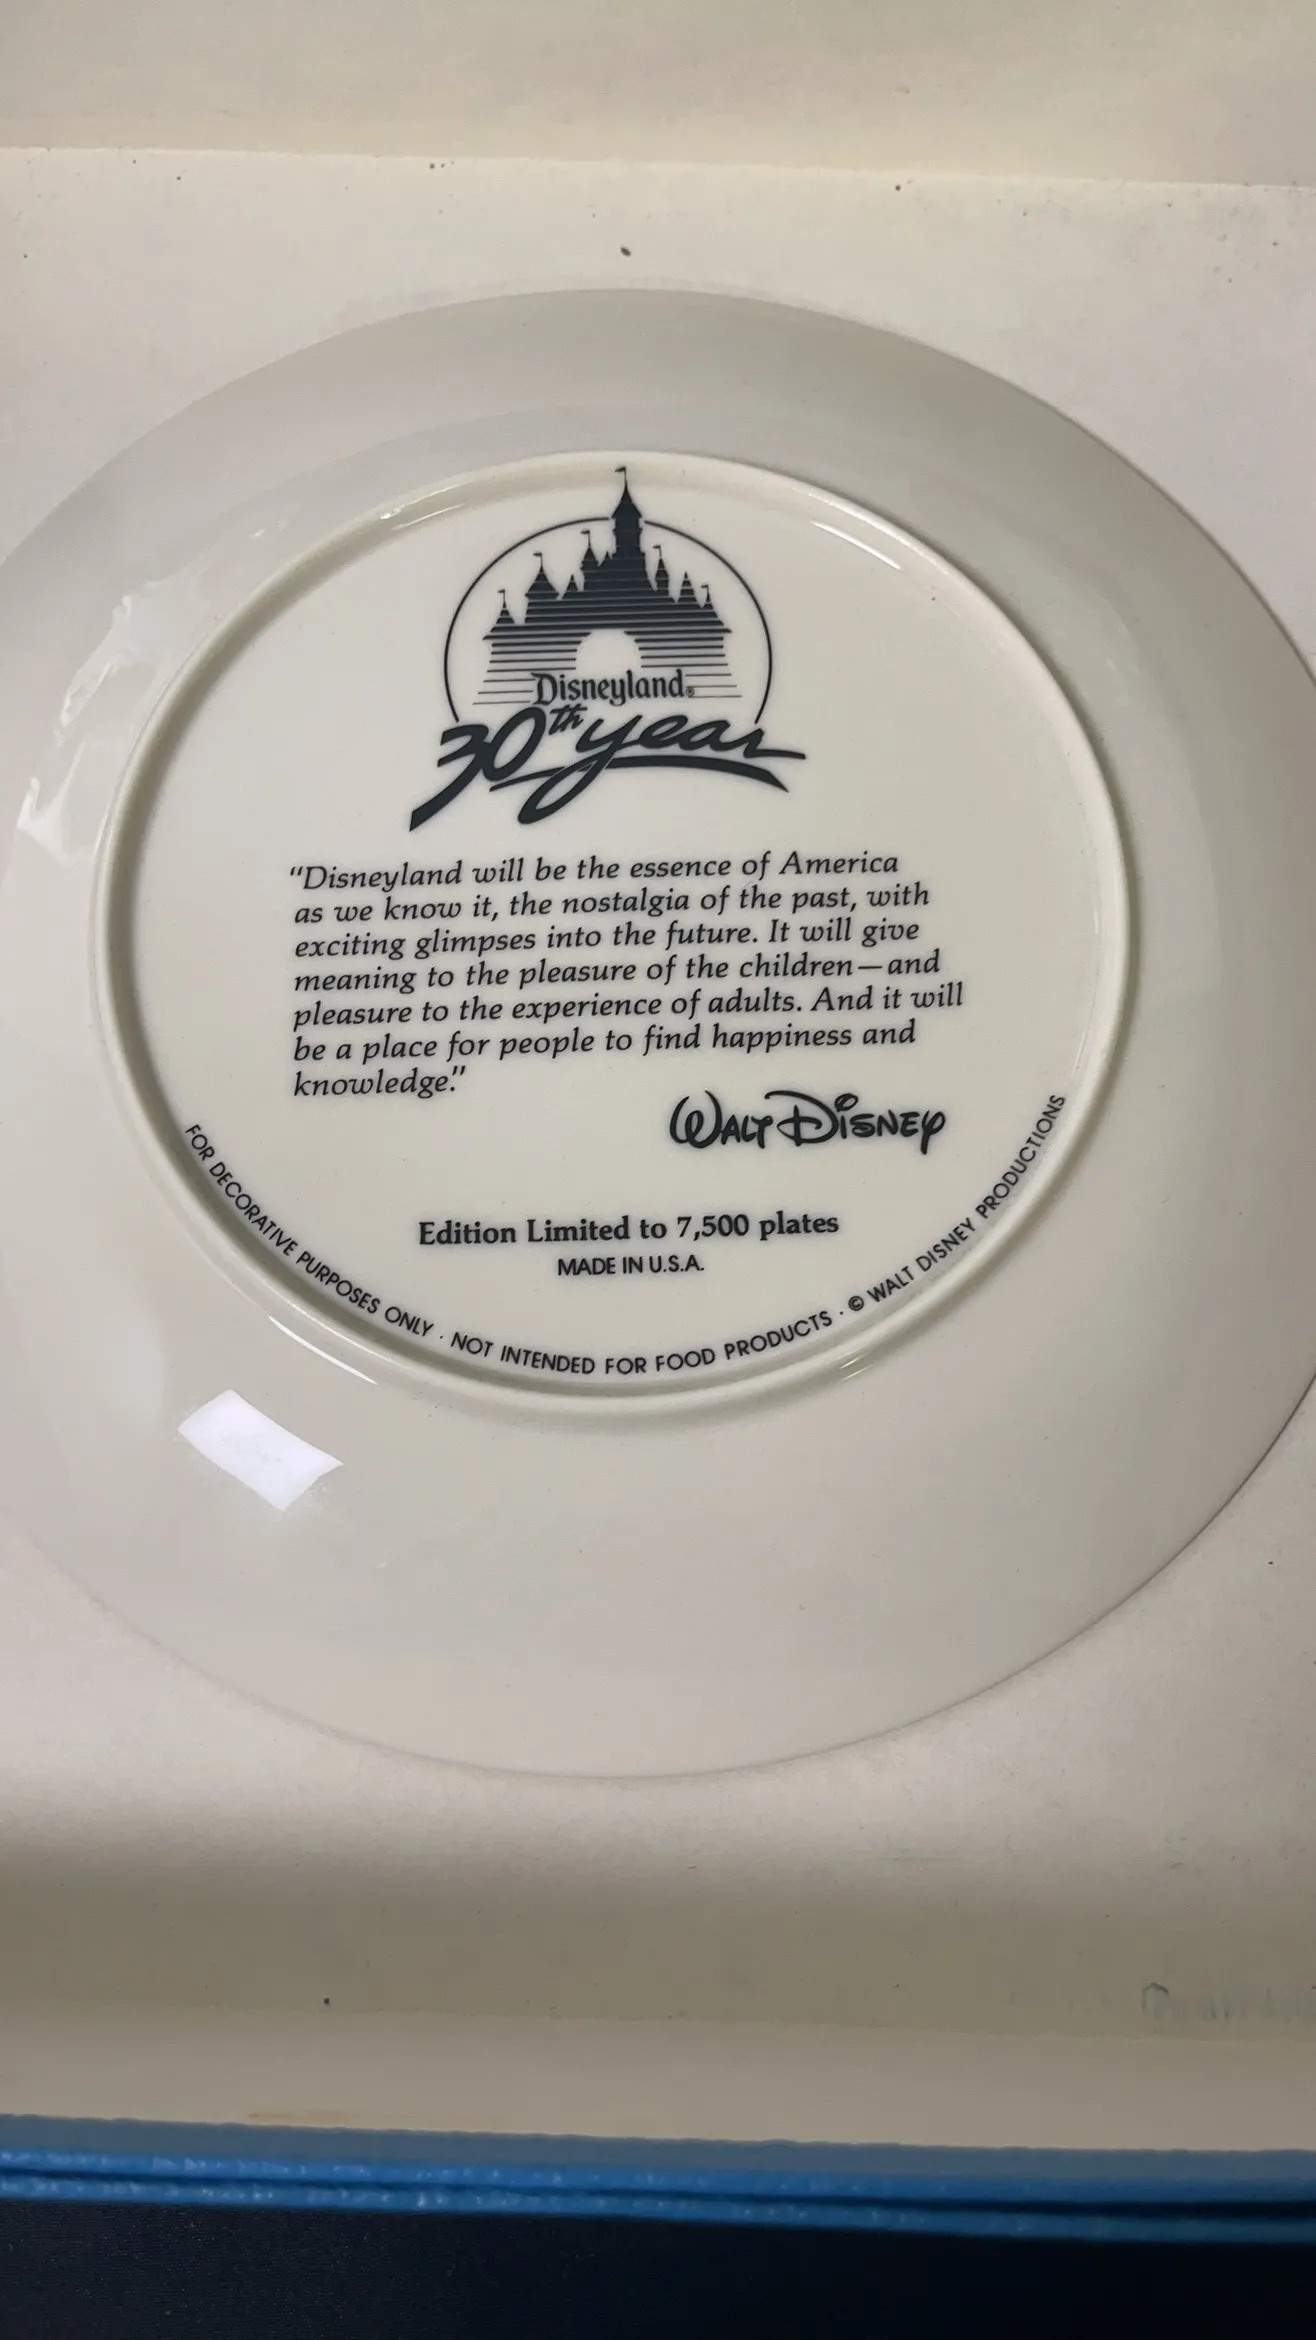 Disneyland®
30th year
"Disneyland will be the essence of America
as we know it, the nostalgia of the past, with
exciting glimpses into the future. It will give
meaning to the pleasure of the children—and
pleasure to the experience of adults. And it will
be a place for people to find happiness and
knowledge."
WALT DISNEY
Edition Limited to 7,500 plates
MADE IN U.S.A.
FOR DECORATIVE PURPOSES ONLY · NOT INTENDED FOR FOOD PRODUCTS · © WALT DISNEY PRODUCTIONS